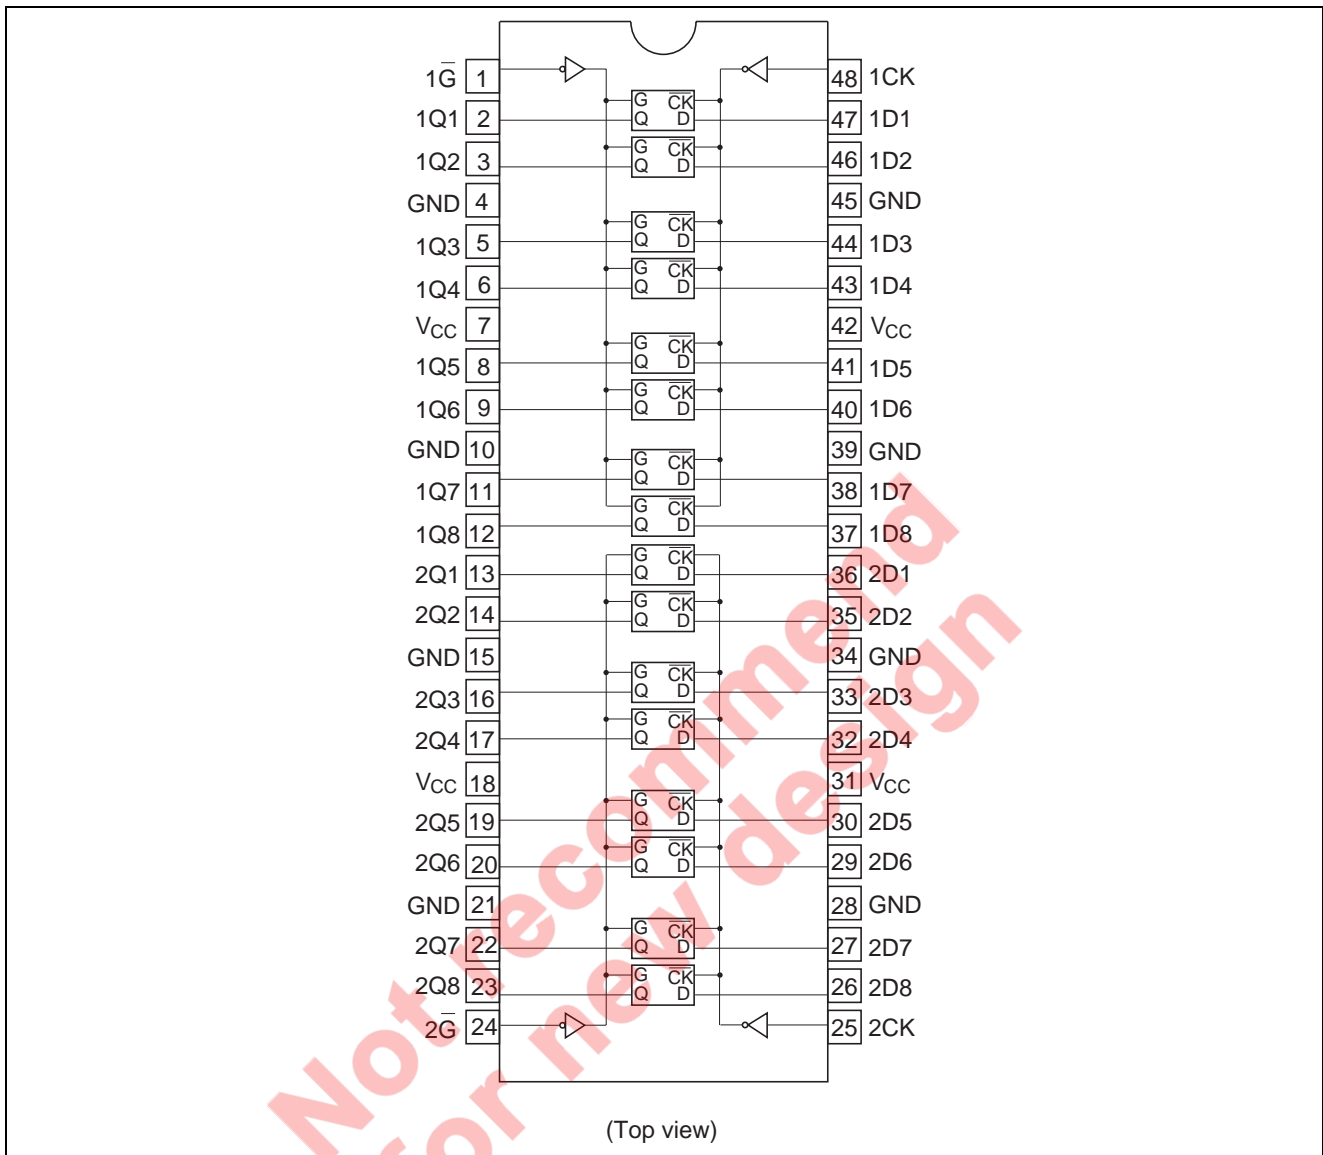 1G̅ 1 48 1CK
G C̅K̅
1Q1 2 Q D 47 1D1
G C̅K̅
1Q2 3 Q D 46 1D2
GND 4 45 GND
G C̅K̅
1Q3 5 Q D 44 1D3
G C̅K̅
1Q4 6 Q D 43 1D4
VCC 7 42 VCC
G C̅K̅
1Q5 8 Q D 41 1D5
G C̅K̅
1Q6 9 Q D 40 1D6
GND 10 39 GND
G C̅K̅
1Q7 11 Q D 38 1D7
G C̅K̅
1Q8 12 Q D 37 1D8
G C̅K̅
2Q1 13 Q D 36 2D1
G C̅K̅
2Q2 14 Q D 35 2D2
GND 15 34 GND
G C̅K̅
2Q3 16 Q D 33 2D3
G C̅K̅
2Q4 17 Q D 32 2D4
VCC 18 31 VCC
G C̅K̅
2Q5 19 Q D 30 2D5
G C̅K̅
2Q6 20 Q D 29 2D6
GND 21 28 GND
G C̅K̅
2Q7 22 Q D 27 2D7
G C̅K̅
2Q8 23 Q D 26 2D8
2G̅ 24 25 2CK
(Top view)
Not recommend
for new design